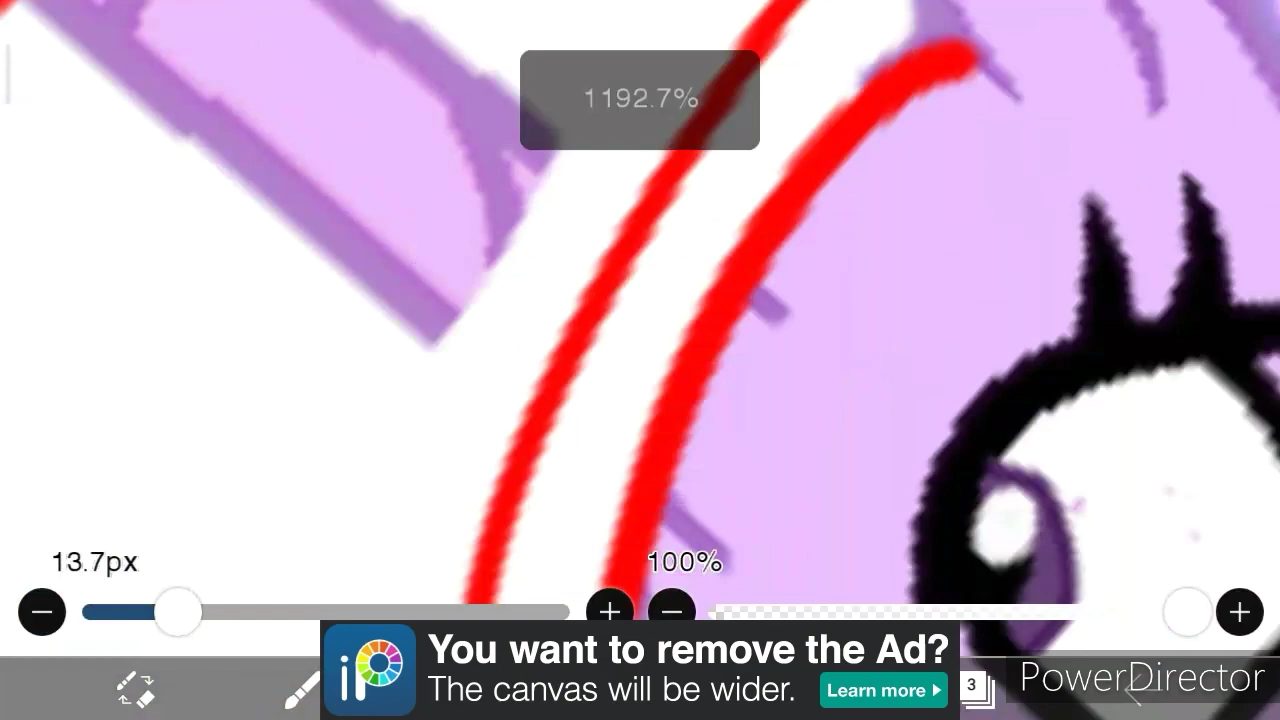 1192.7%
13.7px
100%
You want to remove the Ad?
The canvas will be wider.
Learn more
iP
3
PowerDirector